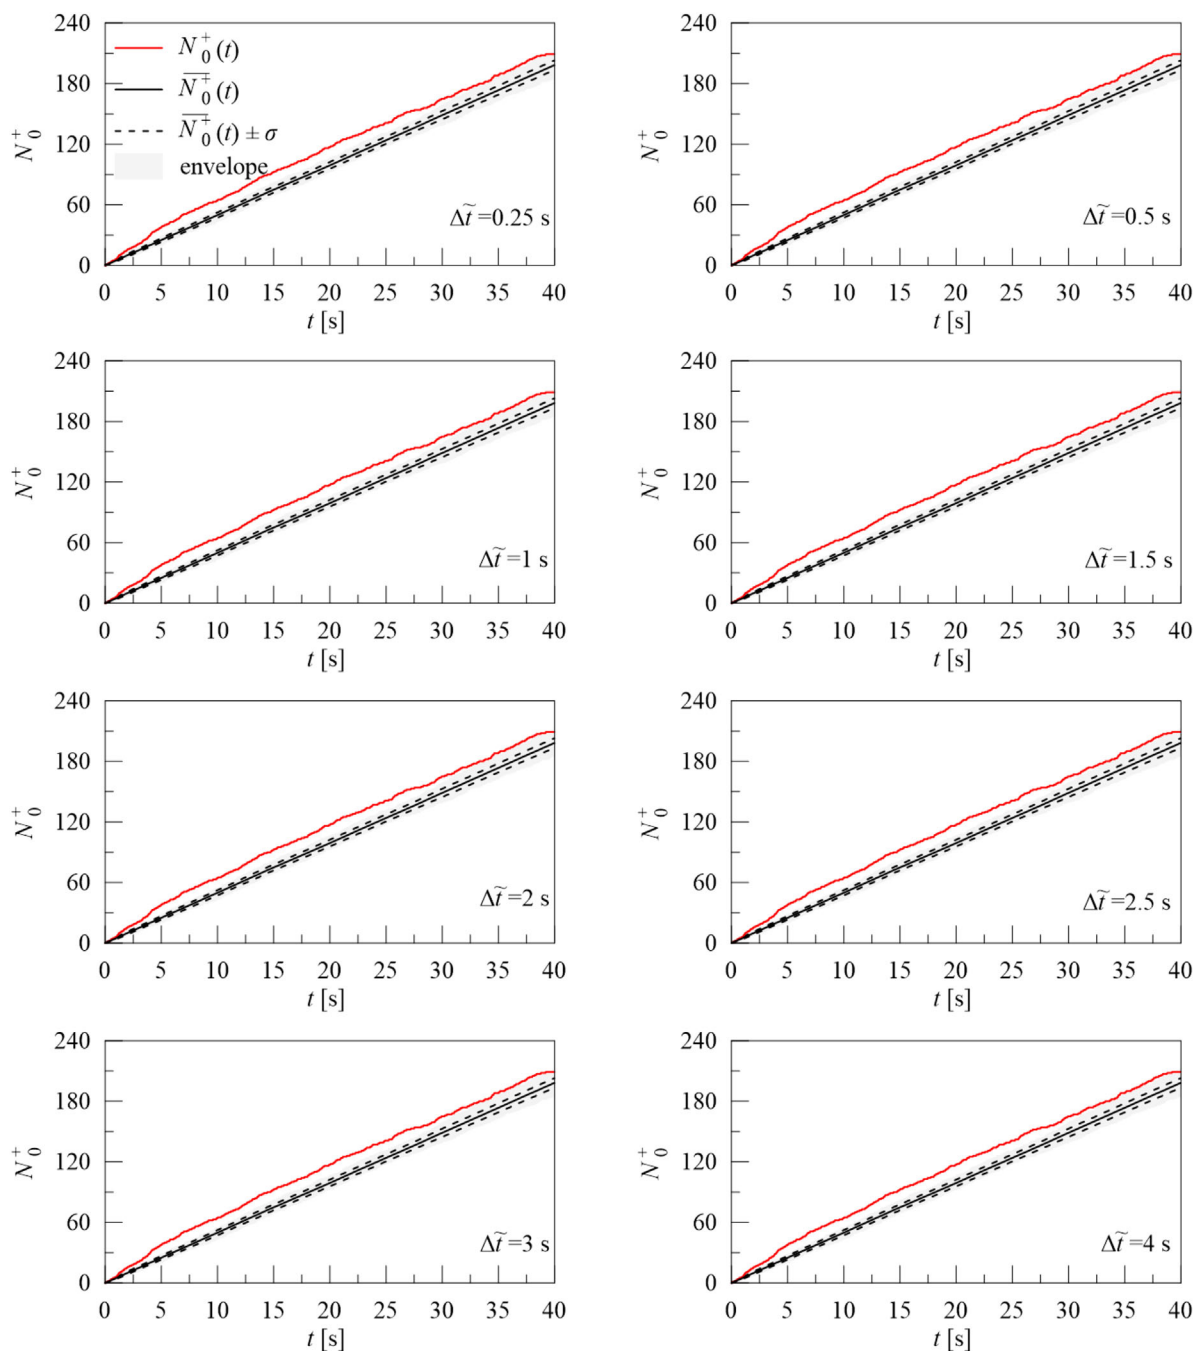 240
180
120
60
0
N₀⁺
N₀⁺(t)
N̅₀⁺(t)
N̅₀⁺(t) ± σ
envelope
Δt̃ =0.25 s
0 5 10 15 20 25 30 35 40
t [s]
240
180
120
60
0
N₀⁺
Δt̃ =0.5 s
0 5 10 15 20 25 30 35 40
t [s]
240
180
120
60
0
N₀⁺
Δt̃ =1 s
0 5 10 15 20 25 30 35 40
t [s]
240
180
120
60
0
N₀⁺
Δt̃ =1.5 s
0 5 10 15 20 25 30 35 40
t [s]
240
180
120
60
0
N₀⁺
Δt̃ =2 s
0 5 10 15 20 25 30 35 40
t [s]
240
180
120
60
0
N₀⁺
Δt̃ =2.5 s
0 5 10 15 20 25 30 35 40
t [s]
240
180
120
60
0
N₀⁺
Δt̃ =3 s
0 5 10 15 20 25 30 35 40
t [s]
240
180
120
60
0
N₀⁺
Δt̃ =4 s
0 5 10 15 20 25 30 35 40
t [s]